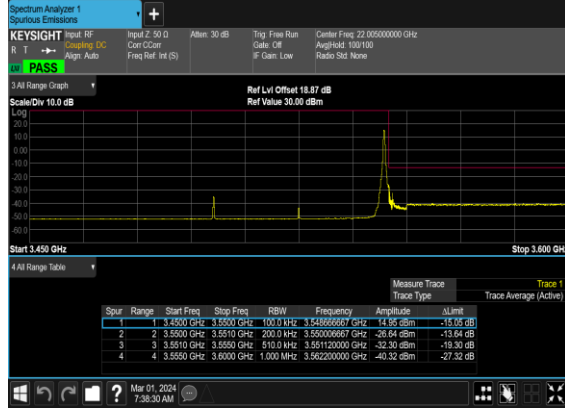 Spectrum Analyzer 1
Spurious Emissions
+
KEYSIGHT Input: RF Input Z: 50 Ω Atten: 30 dB Trig: Free Run Center Freq: 22.005000000 GHz
R T Coupling: DC Corr CCorr Gate: Off Avg|Hold: 100/100
Align: Auto Freq Ref: Int (S) IF Gain: Low Radio Std: None
PASS
3 All Range Graph Ref Lvl Offset 18.87 dB
Scale/Div 10.0 dB Ref Value 30.00 dBm
Log
20.0
10.0
0.00
-10.0
-20.0
-30.0
-40.0
-50.0
-60.0
Start 3.450 GHz Stop 3.600 GH
4 All Range Table
Measure Trace Trace 1
Trace Type Trace Average (Active)
Spur Range Start Freq Stop Freq RBW Frequency Amplitude ΔLimit
1 1 3.4500 GHz 3.5500 GHz 100.0 kHz 3.548666667 GHz 14.95 dBm -15.05 dB
2 2 3.5500 GHz 3.5510 GHz 200.0 kHz 3.550006667 GHz -26.64 dBm -13.64 dB
3 3 3.5510 GHz 3.5550 GHz 510.0 kHz 3.551120000 GHz -32.30 dBm -19.30 dB
4 4 3.5550 GHz 3.6000 GHz 1.000 MHz 3.562200000 GHz -40.32 dBm -27.32 dB
? Mar 01, 2024
7:38:30 AM